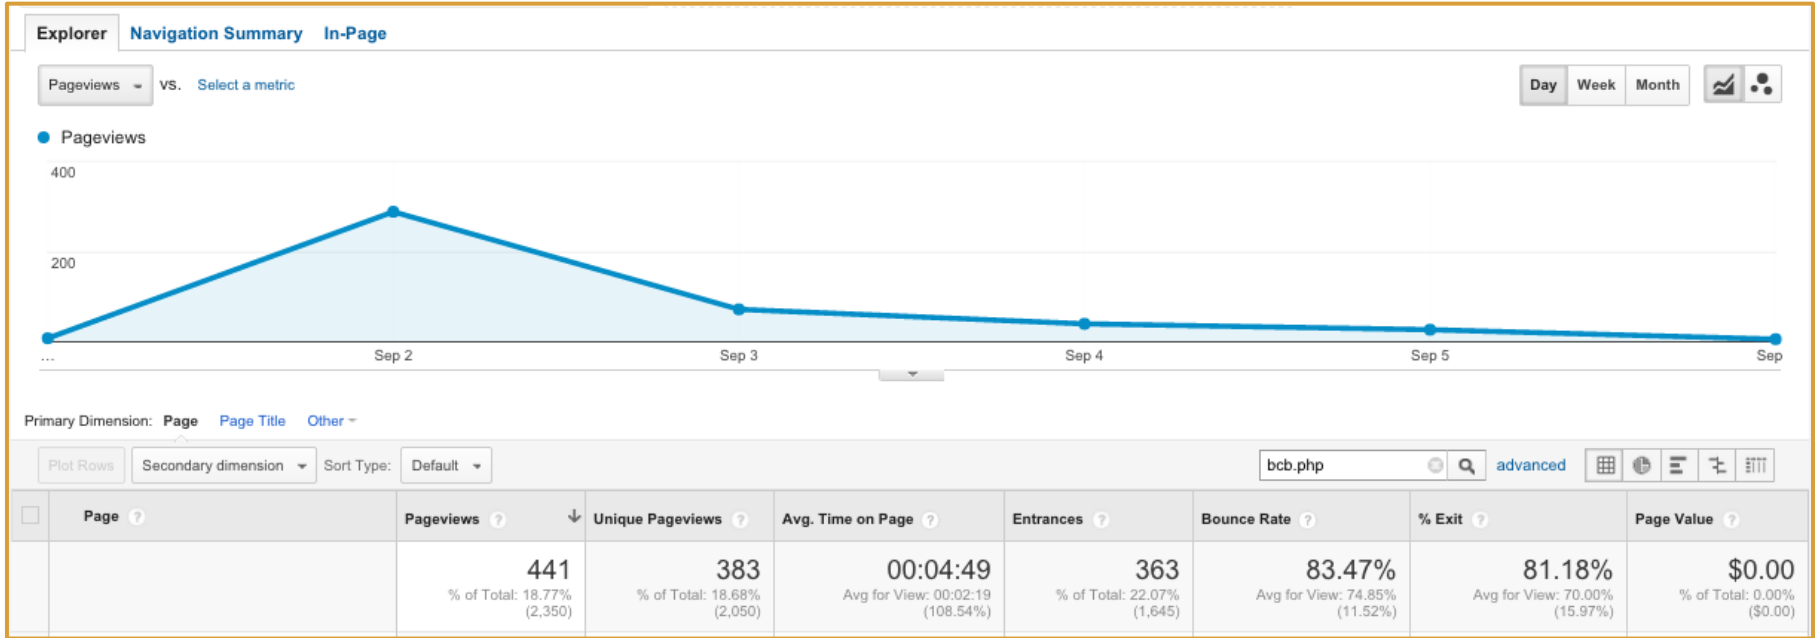 Explorer Navigation Summary In-Page
Pageviews vs. Select a metric Day Week Month
Pageviews
400
200
... Sep 2 Sep 3 Sep 4 Sep 5 Sep
Primary Dimension: Page Page Title Other
Plot Rows Secondary dimension Sort Type: Default bcb.php advanced
Page ? Pageviews ? Unique Pageviews ? Avg. Time on Page ? Entrances ? Bounce Rate ? % Exit ? Page Value ?
441 383 00:04:49 363 83.47% 81.18% $0.00
% of Total: 18.77% % of Total: 18.68% Avg for View: 00:02:19 % of Total: 22.07% Avg for View: 74.85% Avg for View: 70.00% % of Total: 0.00%
(2,350) (2,050) (108.54%) (1,645) (11.52%) (15.97%) ($0.00)